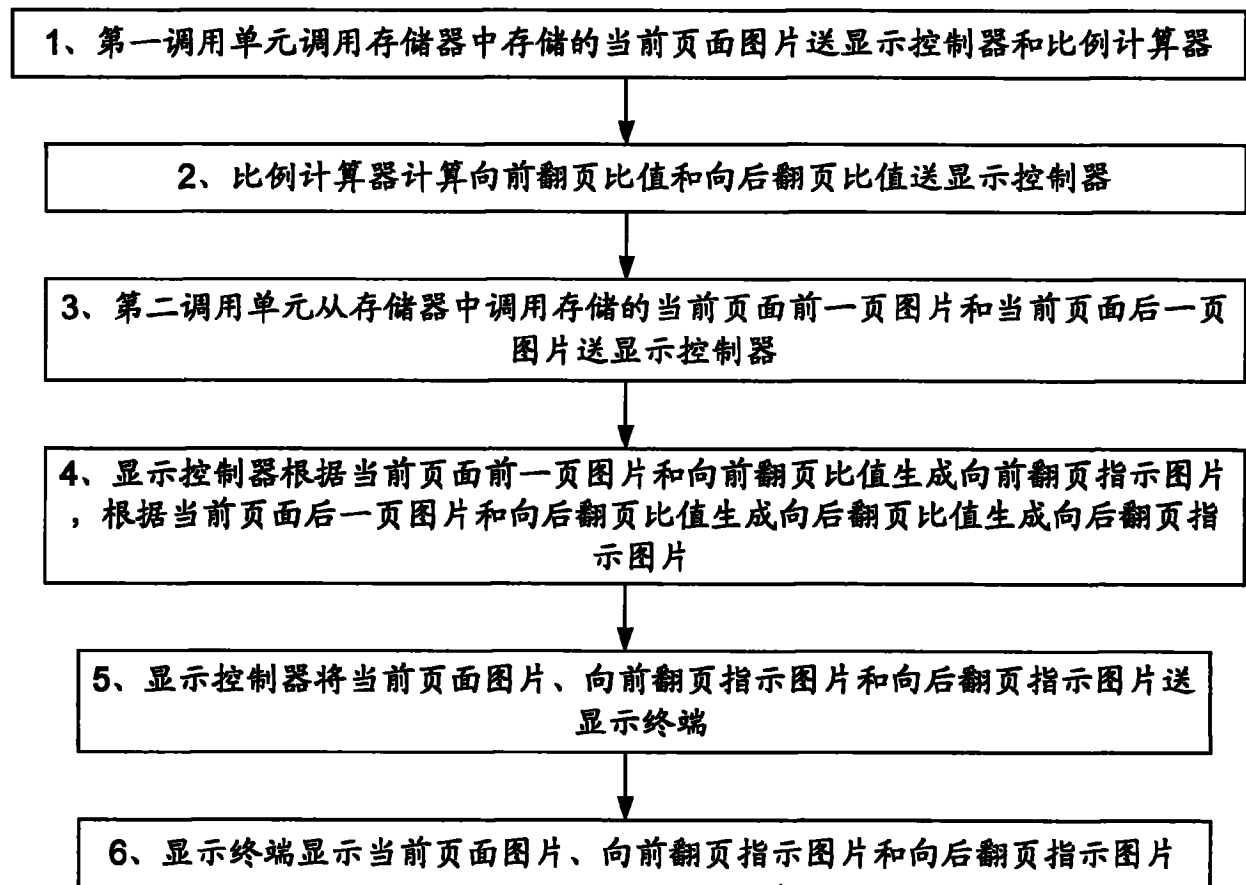 1、第一调用单元调用存储器中存储的当前页面图片送显示控制器和比例计算器
2、比例计算器计算向前翻页比值和向后翻页比值送显示控制器
3、第二调用单元从存储器中调用存储的当前页面前一页图片和当前页面后一页
图片送显示控制器
4、显示控制器根据当前页面前一页图片和向前翻页比值生成向前翻页指示图片
，根据当前页面后一页图片和向后翻页比值生成向后翻页比值生成向后翻页指
示图片
5、显示控制器将当前页面图片、向前翻页指示图片和向后翻页指示图片送
显示终端
6、显示终端显示当前页面图片、向前翻页指示图片和向后翻页指示图片